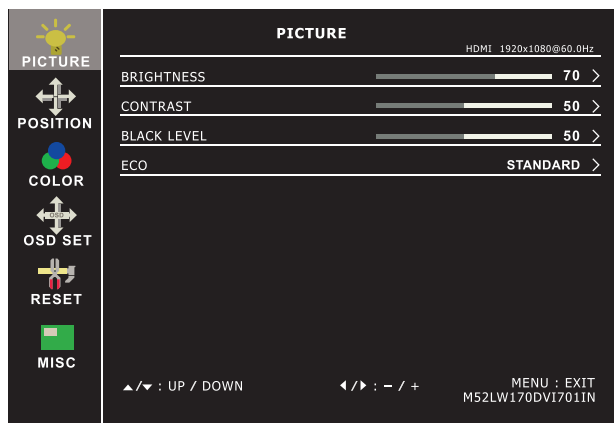 PICTURE
HDMI 1920x1080@60.0Hz
PICTURE
POSITION
COLOR
OSD
OSD SET
RESET
MISC
BRIGHTNESS 70 >
CONTRAST 50 >
BLACK LEVEL 50 >
ECO STANDARD >
▲/▼ : UP / DOWN
◀/▶ : − / +
MENU : EXIT
M52LW170DVI701IN